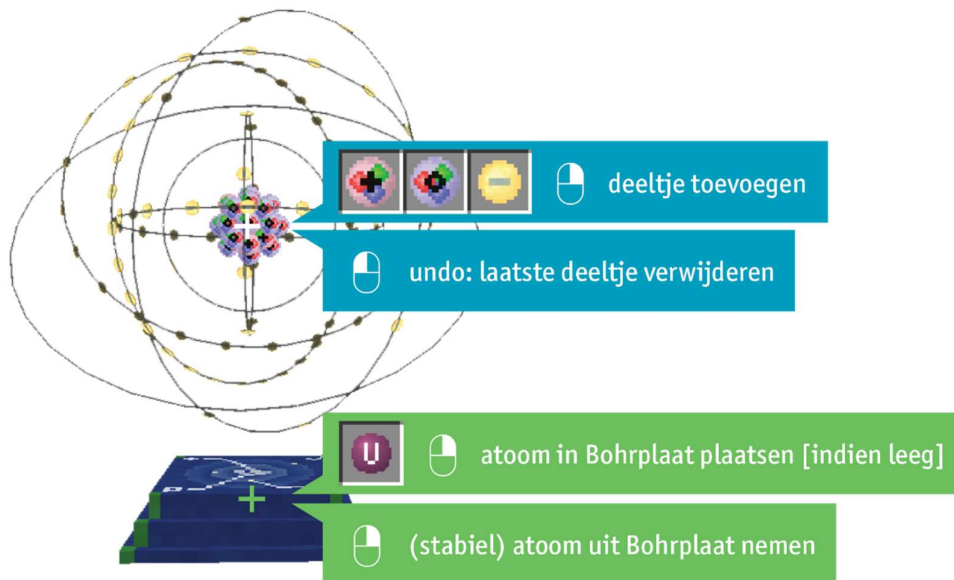 deeltje toevoegen
undo: laatste deeltje verwijderen
U atoom in Bohrplaat plaatsen [indien leeg]
(stabiel) atoom uit Bohrplaat nemen